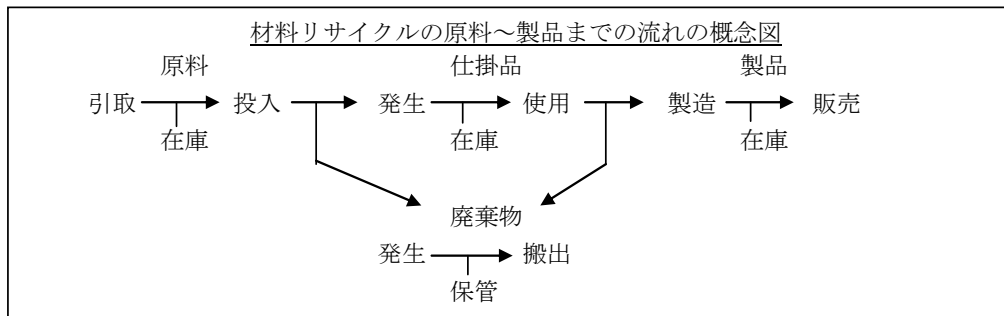 材料リサイクルの原料～製品までの流れの概念図
原料 仕掛品 製品
引取 投入 発生 使用 製造 販売
在庫 在庫 在庫
廃棄物
発生 搬出
保管